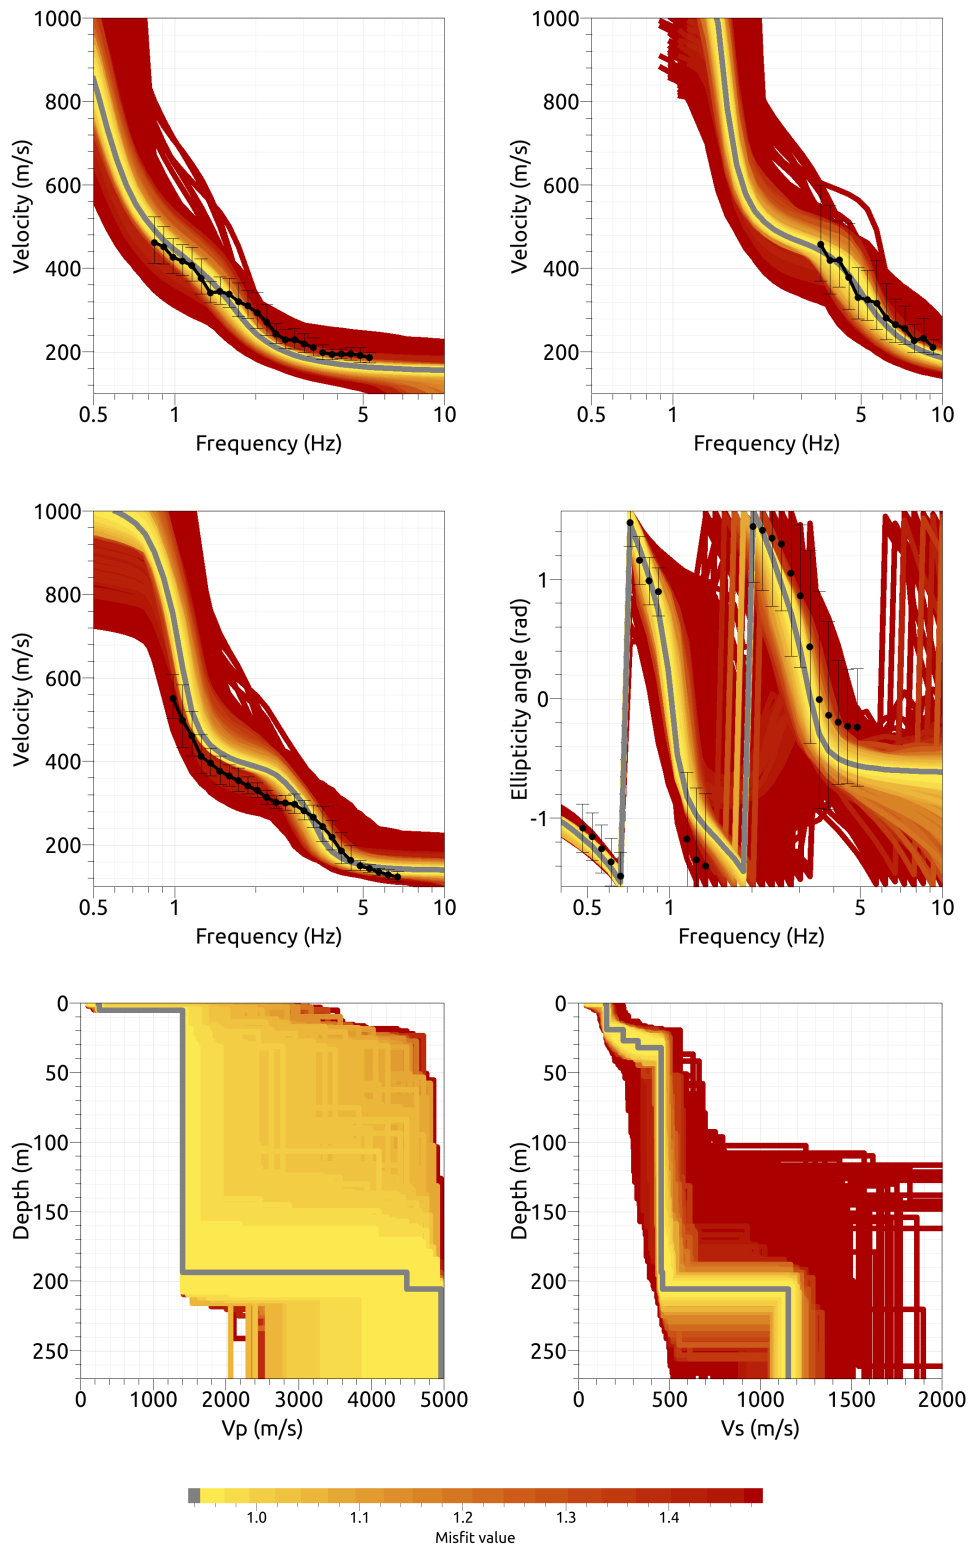 1000
800
600
400
200
Velocity (m/s)
0.5 1 5 10
Frequency (Hz)
1000
800
600
400
200
Velocity (m/s)
0.5 1 5 10
Frequency (Hz)
1000
800
600
400
200
Velocity (m/s)
0.5 1 5 10
Frequency (Hz)
1
0
-1
Ellipticity angle (rad)
0.5 1 5 10
Frequency (Hz)
0
50
100
150
200
250
Depth (m)
0 1000 2000 3000 4000 5000
Vp (m/s)
0
50
100
150
200
250
Depth (m)
0 500 1000 1500 2000
Vs (m/s)
1.0 1.1 1.2 1.3 1.4
Misfit value